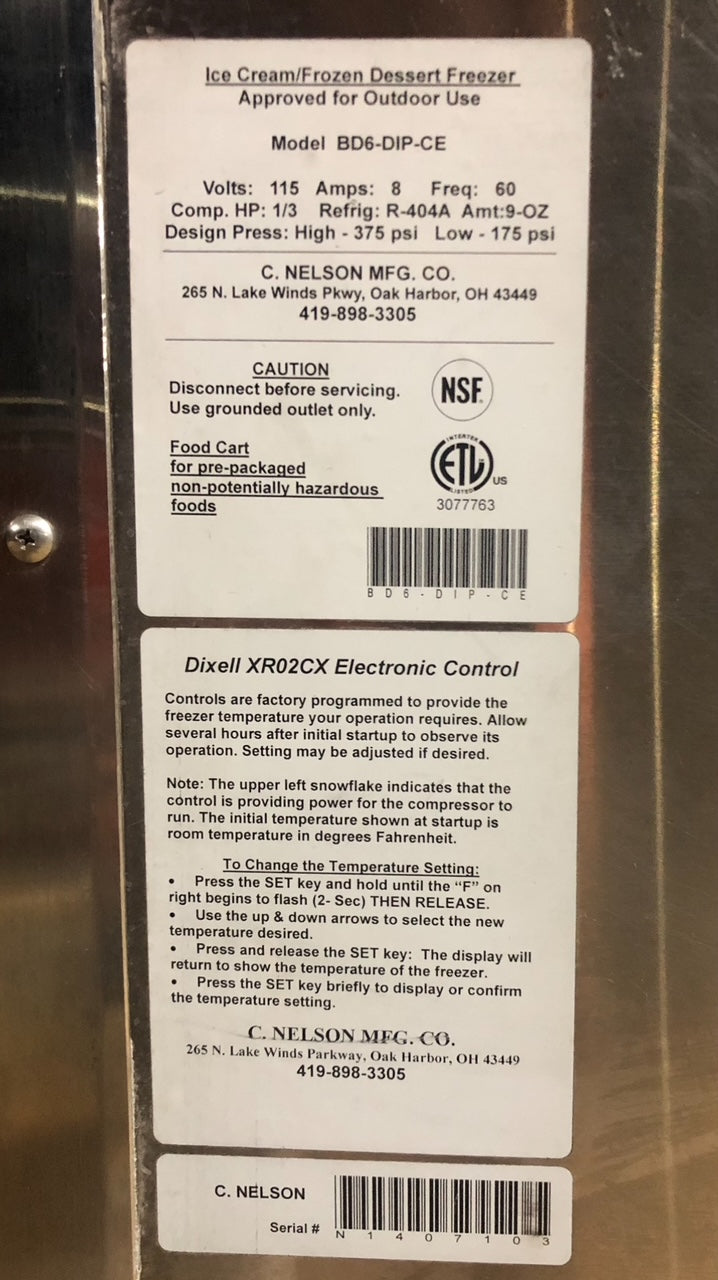 Ice Cream/Frozen Dessert Freezer
Approved for Outdoor Use
Model BD6-DIP-CE
Volts: 115 Amps: 8 Freq: 60
Comp. HP: 1/3 Refrig: R-404A Amt:9-OZ
Design Press: High - 375 psi Low - 175 psi
C. NELSON MFG. CO.
265 N. Lake Winds Pkwy, Oak Harbor, OH 43449
419-898-3305
CAUTION
Disconnect before servicing.
Use grounded outlet only.
NSF
Food Cart
for pre-packaged
non-potentially hazardous
foods
INTERTEK
ETL
LISTED
US
3077763
BD6-DIP-CE
Dixell XR02CX Electronic Control
Controls are factory programmed to provide the
freezer temperature your operation requires. Allow
several hours after initial startup to observe its
operation. Setting may be adjusted if desired.
Note: The upper left snowflake indicates that the
control is providing power for the compressor to
run. The initial temperature shown at startup is
room temperature in degrees Fahrenheit.
To Change the Temperature Setting:
• Press the SET key and hold until the “F” on
right begins to flash (2- Sec) THEN RELEASE.
• Use the up & down arrows to select the new
temperature desired.
• Press and release the SET key: The display will
return to show the temperature of the freezer.
• Press the SET key briefly to display or confirm
the temperature setting.
C. NELSON MFG. CO.
265 N. Lake Winds Parkway, Oak Harbor, OH 43449
419-898-3305
C. NELSON
Serial #
N1407103